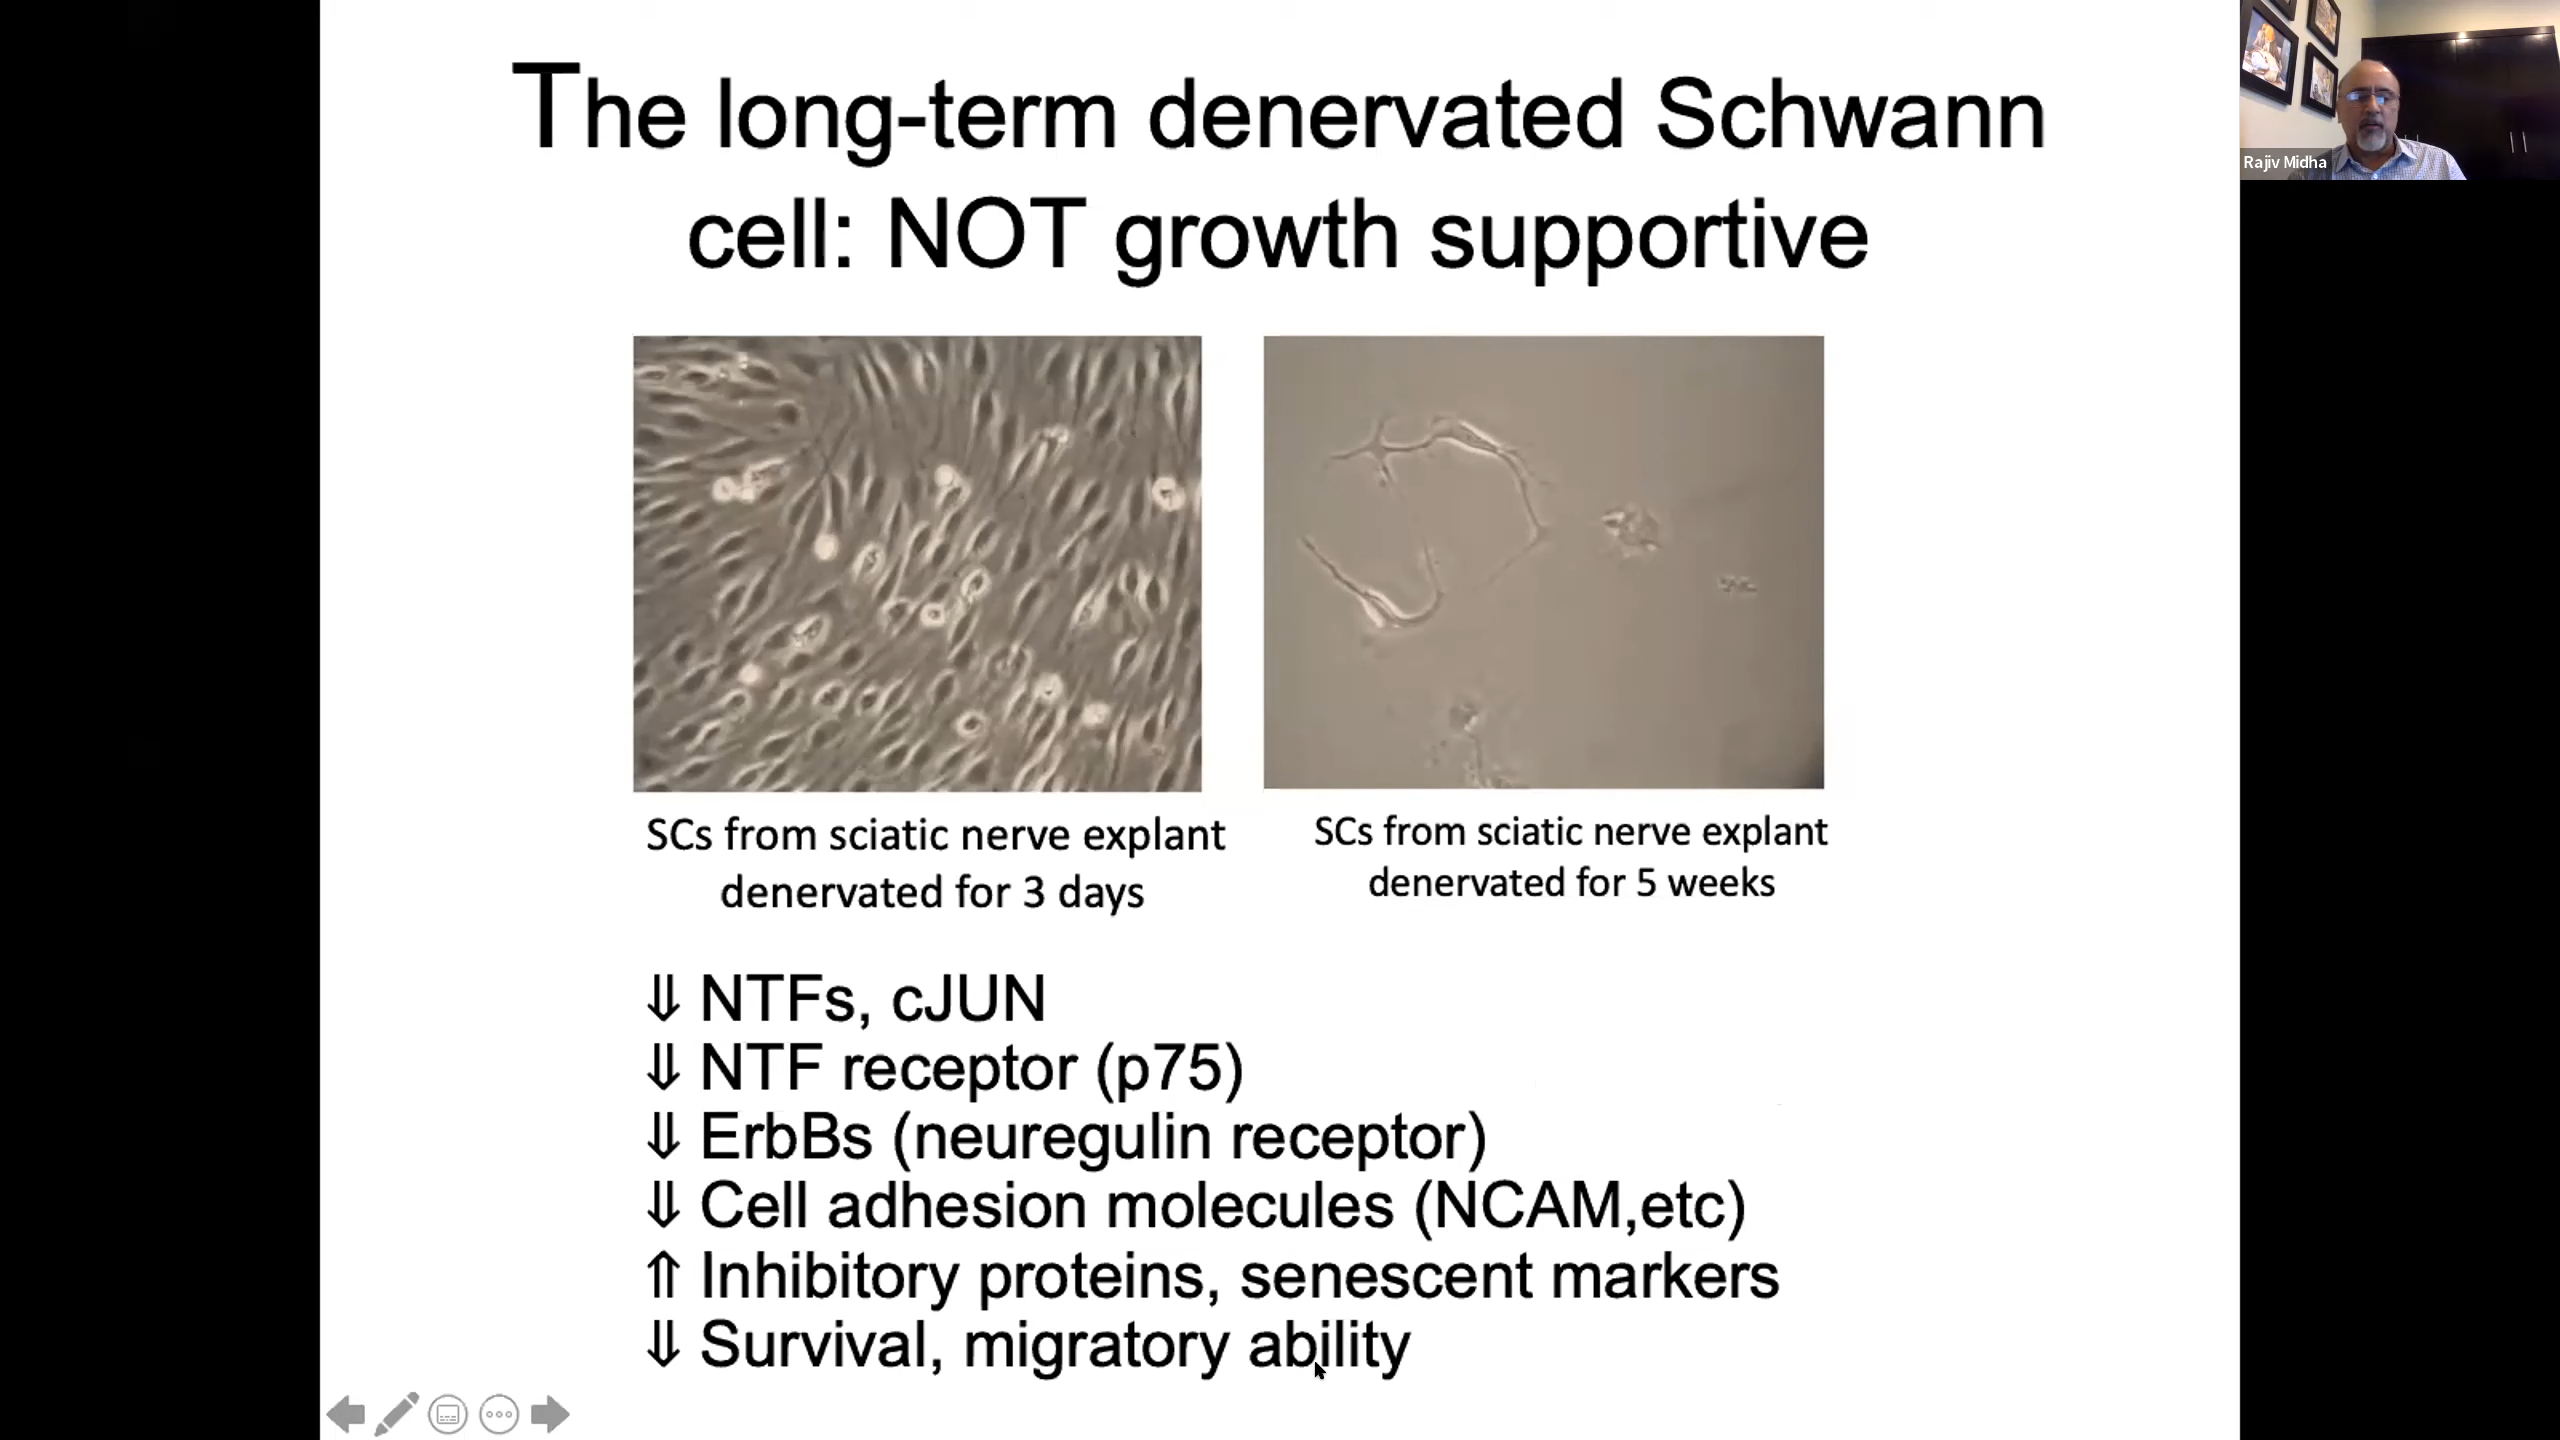 The long-term denervated Schwann
cell: NOT growth supportive
Rajiv Midha
SCs from sciatic nerve explant
denervated for 3 days
SCs from sciatic nerve explant
denervated for 5 weeks
⇓ NTFs, cJUN
⇓ NTF receptor (p75)
⇓ ErbBs (neuregulin receptor)
⇓ Cell adhesion molecules (NCAM,etc)
⇑ Inhibitory proteins, senescent markers
⇓ Survival, migratory ability